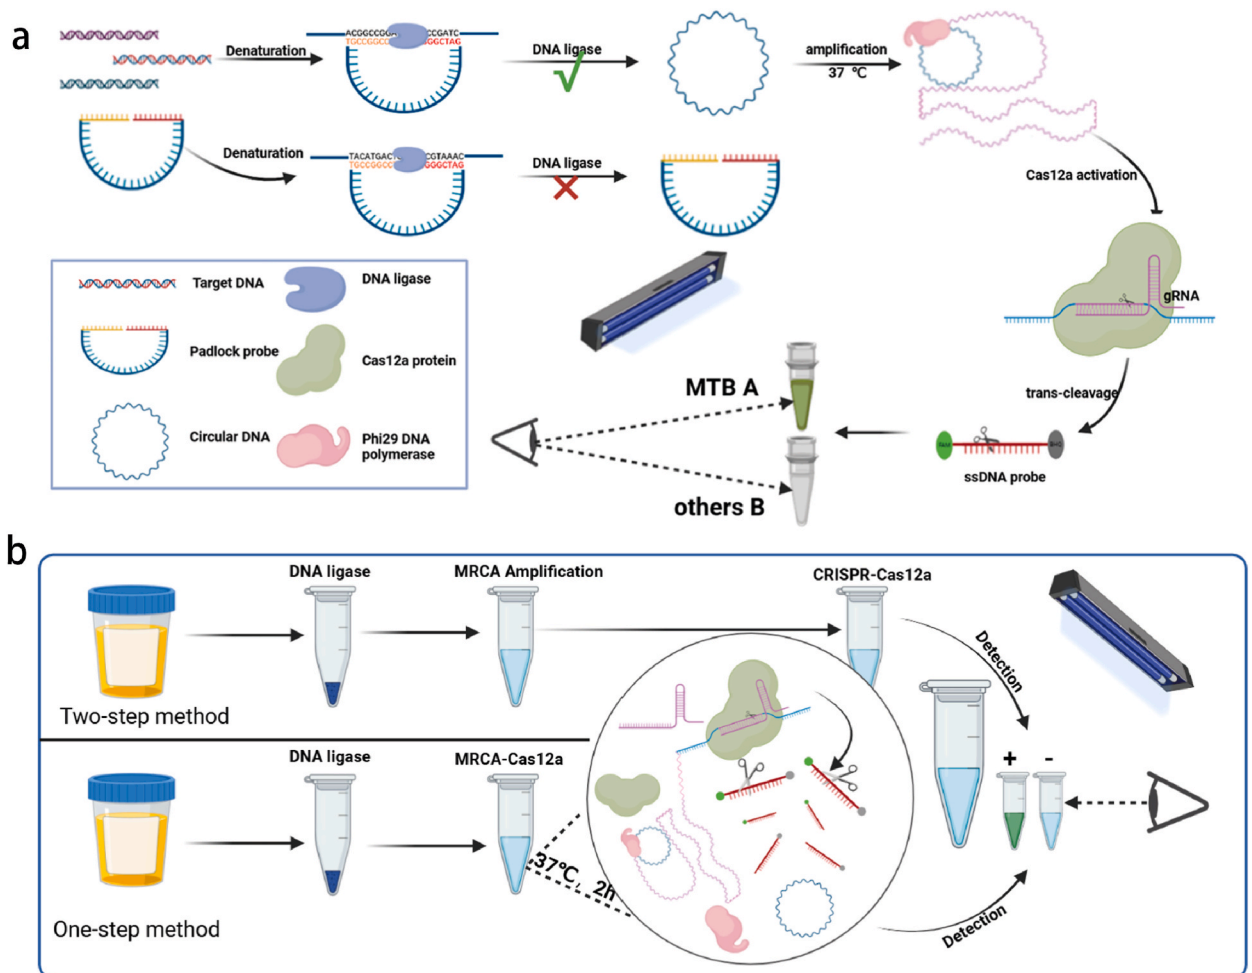 a
Denaturation
ACGGCCGGA CCGATC
TGCCGGCC GGCTAG
DNA ligase
amplification
37 ℃
Denaturation
TACATGACT CGTAAAC
TGCCGGCC GGGCTAG
DNA ligase
Cas12a activation
gRNA
Target DNA
DNA ligase
Padlock probe
Cas12a protein
Circular DNA
Phi29 DNA
polymerase
MTB A
others B
trans-cleavage
ssDNA probe
b
DNA ligase
MRCA Amplification
CRISPR-Cas12a
Detection
Two-step method
DNA ligase
MRCA-Cas12a
37℃, 2h
+ -
One-step method
Detection